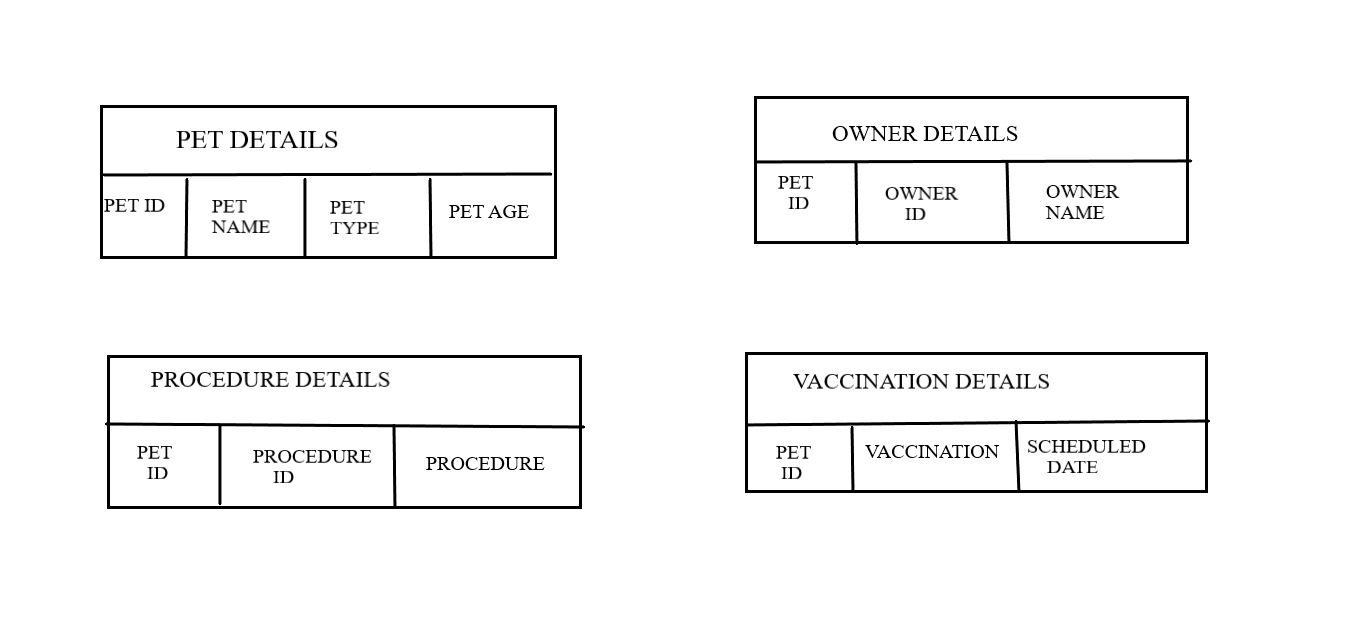 PET DETAILS
PET ID
PET
NAME
PET
TYPE
PET AGE
OWNER DETAILS
PET
ID
OWNER
ID
OWNER
NAME
PROCEDURE DETAILS
PET
ID
PROCEDURE
ID
PROCEDURE
VACCINATION DETAILS
PET
ID
VACCINATION
SCHEDULED
DATE